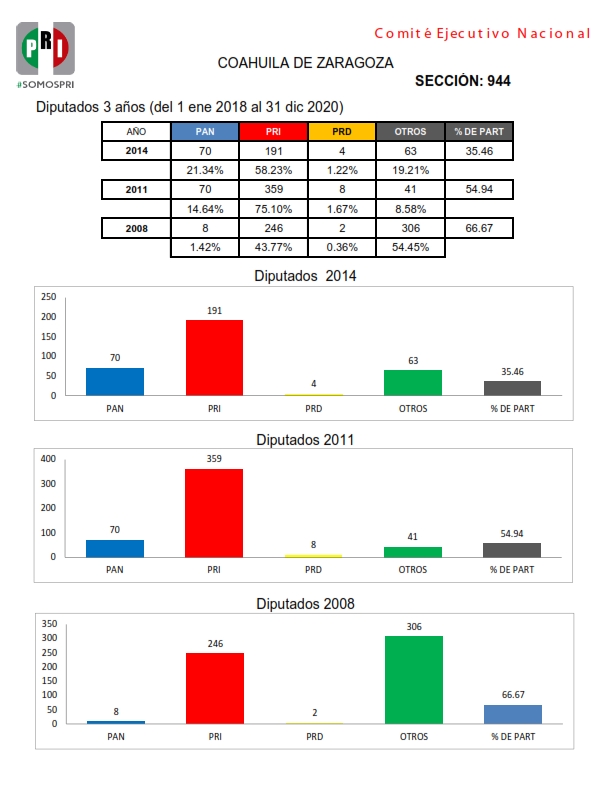 Comité Ejecutivo Nacional
PRI
#SOMOSPRI
COAHUILA DE ZARAGOZA
SECCIÓN: 944
Diputados 3 años (del 1 ene 2018 al 31 dic 2020)
AÑO PAN PRI PRD OTROS % DE PART
2014 70 191 4 63 35.46
21.34% 58.23% 1.22% 19.21%
2011 70 359 8 41 54.94
14.64% 75.10% 1.67% 8.58%
2008 8 246 2 306 66.67
1.42% 43.77% 0.36% 54.45%
Diputados 2014
250
200
150
100
50
0
70 191 4 63 35.46
PAN PRI PRD OTROS % DE PART
Diputados 2011
400
300
200
100
0
70 359 8 41 54.94
PAN PRI PRD OTROS % DE PART
Diputados 2008
350
300
250
200
150
100
50
0
8 246 2 306 66.67
PAN PRI PRD OTROS % DE PART